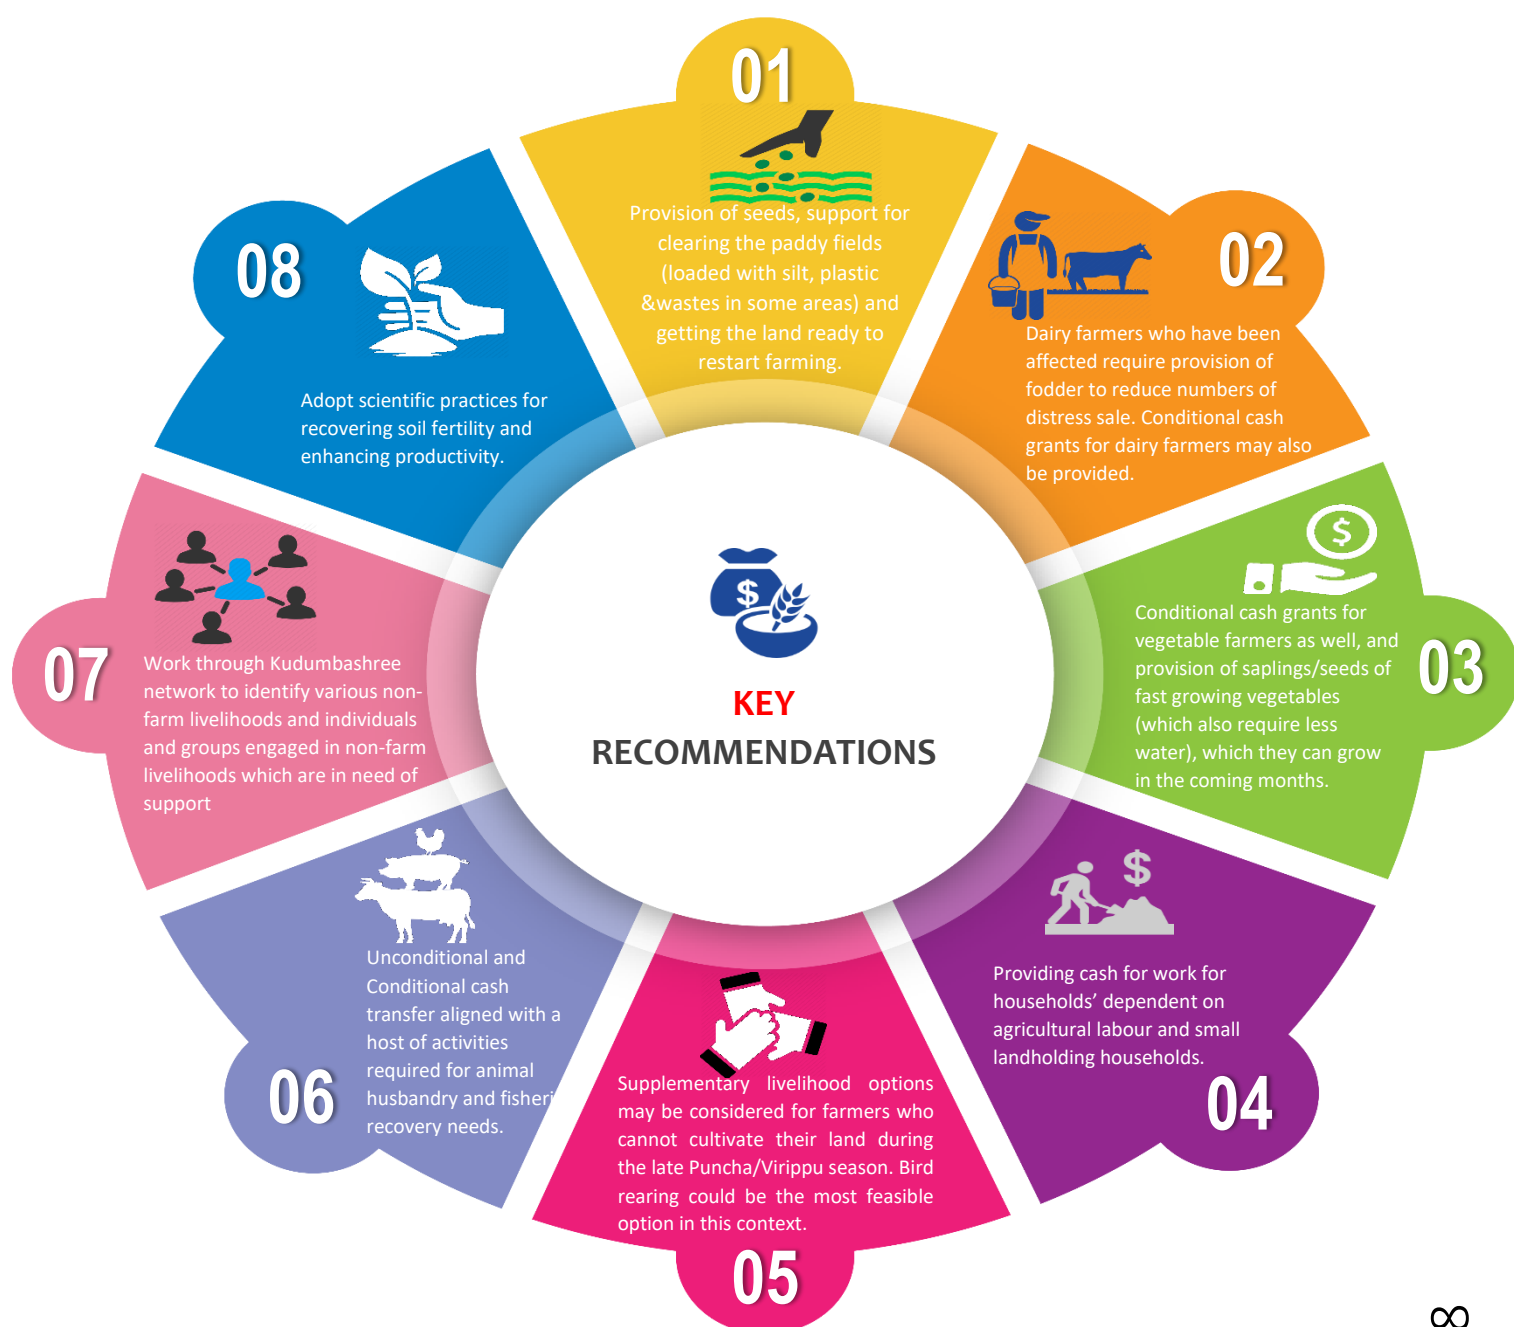 01
Provision of seeds, support for
clearing the paddy fields
(loaded with silt, plastic
&wastes in some areas) and
getting the land ready to
restart farming.
02
Dairy farmers who have been
affected require provision of
fodder to reduce numbers of
distress sale. Conditional cash
grants for dairy farmers may also
be provided.
$
03
Conditional cash grants for
vegetable farmers as well, and
provision of saplings/seeds of
fast growing vegetables
(which also require less
water), which they can grow
in the coming months.
$
Providing cash for work for
households’ dependent on
agricultural labour and small
landholding households.
04
Supplementary livelihood options
may be considered for farmers who
cannot cultivate their land during
the late Puncha/Virippu season. Bird
rearing could be the most feasible
option in this context.
05
Unconditional and
Conditional cash
transfer aligned with a
host of activities
required for animal
husbandry and fisheri
recovery needs.
06
07
Work through Kudumbashree
network to identify various non-
farm livelihoods and individuals
and groups engaged in non-farm
livelihoods which are in need of
support
08
Adopt scientific practices for
recovering soil fertility and
enhancing productivity.
$
KEY
RECOMMENDATIONS
8